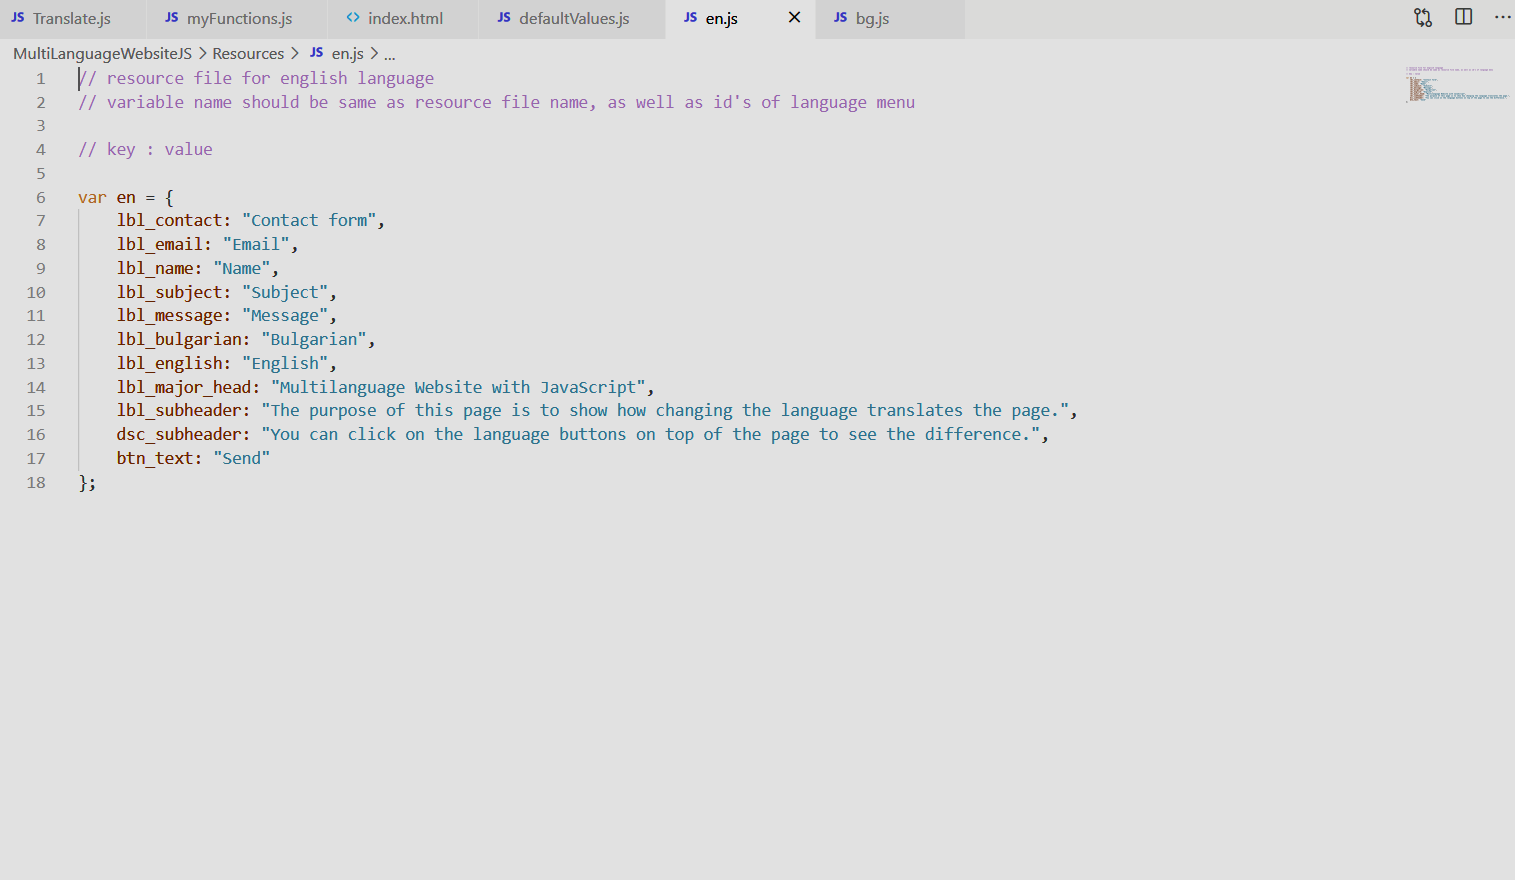 JS Translate.js JS myFunctions.js <> index.html JS defaultValues.js JS en.js JS bg.js
MultiLanguageWebsiteJS > Resources > JS en.js > ...
1 // resource file for english language
2 // variable name should be same as resource file name, as well as id's of language menu
3
4 // key : value
5
6 var en = {
7 lbl_contact: "Contact form",
8 lbl_email: "Email",
9 lbl_name: "Name",
10 lbl_subject: "Subject",
11 lbl_message: "Message",
12 lbl_bulgarian: "Bulgarian",
13 lbl_english: "English",
14 lbl_major_head: "Multilanguage Website with JavaScript",
15 lbl_subheader: "The purpose of this page is to show how changing the language translates the page.",
16 dsc_subheader: "You can click on the language buttons on top of the page to see the difference.",
17 btn_text: "Send"
18 };